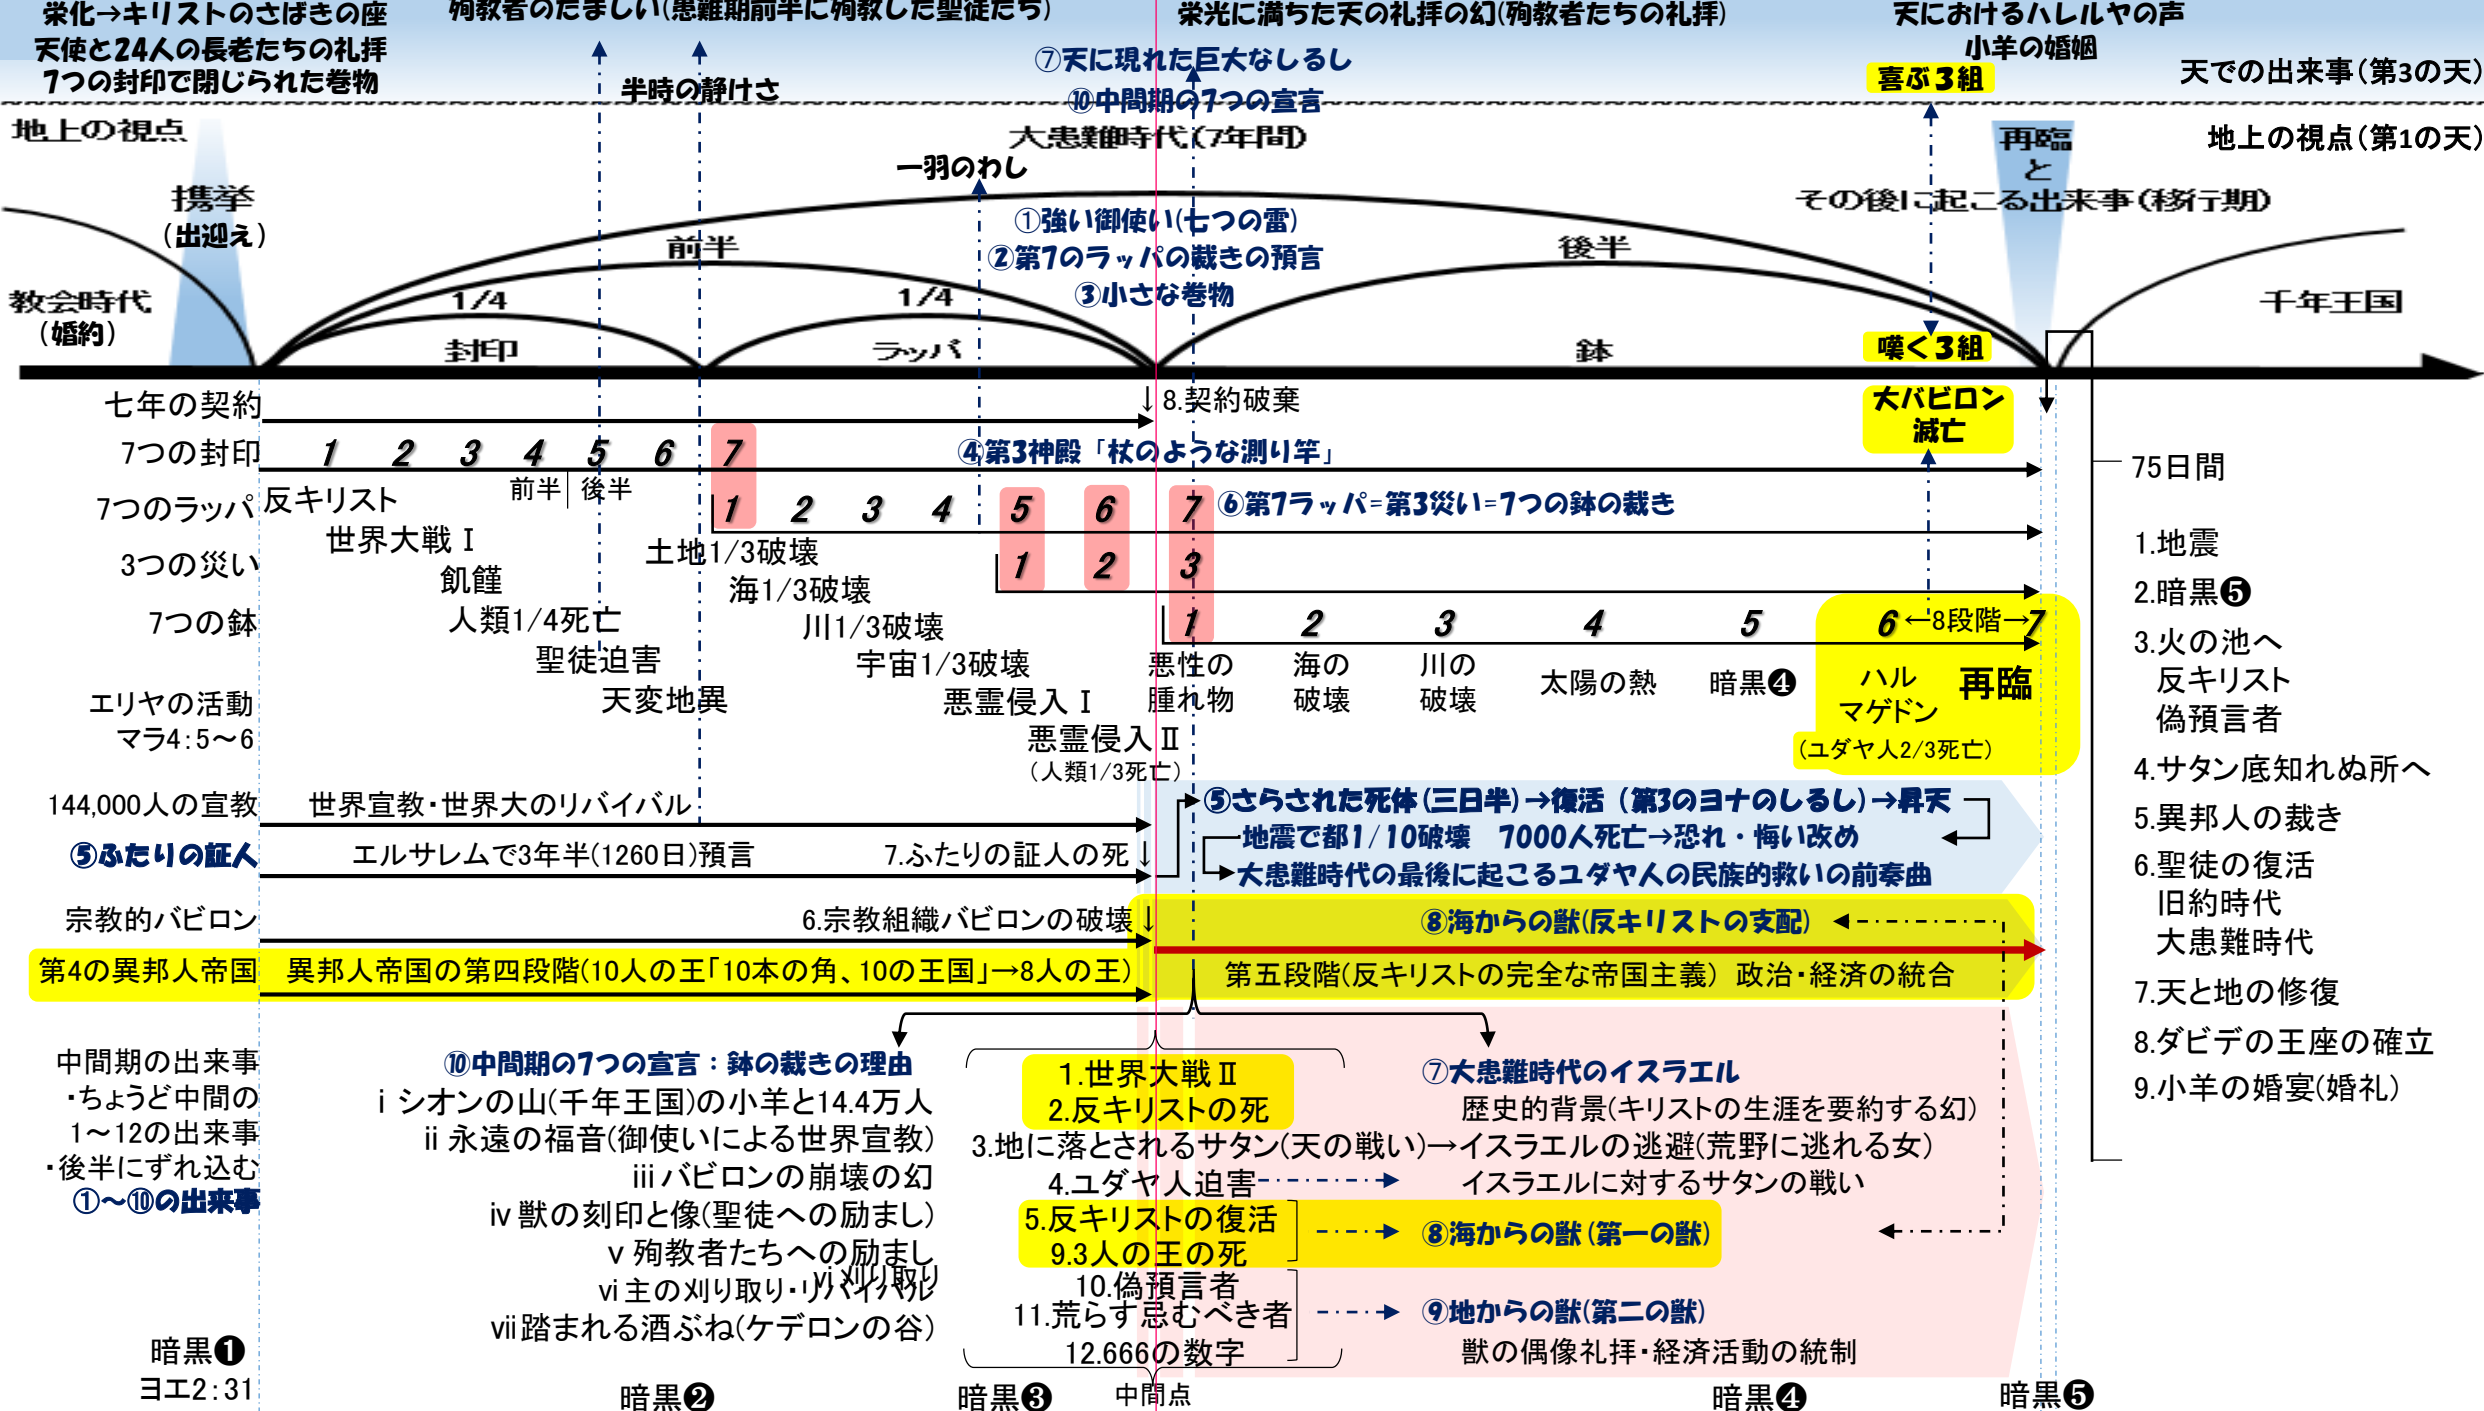 栄化→キリストのさばきの座
天使と24人の長老たちの礼拝
7つの封印で閉じられた巻物
殉教者のたましい(患難期前半に殉教した聖徒たち)
半時の静けさ
栄光に満ちた天の礼拝の幻(殉教者たちの礼拝)
⑦天に現れた巨大なしるし
⑩中間期の7つの宣言
天におけるハレルヤの声
小羊の婚姻
喜ぶ3組
天での出来事(第3の天)
地上の視点
大患難時代(7年間)
再臨
と
その後に起こる出来事(移行期)
地上の視点(第1の天)
携挙
(出迎え)
一羽のわし
①強い御使い(七つの雷)
②第7のラッパの裁きの預言
③小さな巻物
前半
後半
教会時代
(婚約)
1/4
1/4
千年王国
封印
ラッパ
鉢
嘆く3組
七年の契約
↓8.契約破棄
大バビロン
滅亡
7つの封印
1 2 3 4 5 6 7
④第3神殿「杖のような測り竿」
前半 後半
75日間
7つのラッパ
反キリスト
1 2 3 4 5 6 7
⑥第7ラッパ=第3災い=7つの鉢の裁き
世界大戦Ⅰ
土地1/3破壊
3つの災い
1 2 3
飢饉
海1/3破壊
7つの鉢
人類1/4死亡
川1/3破壊
1 2 3 4 5 6 ←8段階→7
聖徒迫害
宇宙1/3破壊
悪性の
腫れ物
海の
破壊
川の
破壊
太陽の熱
暗黒❹
ハル
マゲドン
再臨
(ユダヤ人2/3死亡)
エリヤの活動
マラ4:5~6
天変地異
悪霊侵入Ⅰ
悪霊侵入Ⅱ
(人類1/3死亡)
144,000人の宣教
世界宣教・世界大のリバイバル
⑤さらされた死体(三日半)→復活(第3のヨナのしるし)→昇天
地震で都1/10破壊 7000人死亡→恐れ・悔い改め
大患難時代の最後に起こるユダヤ人の民族的救いの前奏曲
⑤ふたりの証人
エルサレムで3年半(1260日)預言
7.ふたりの証人の死↓
宗教的バビロン
6.宗教組織バビロンの破壊↓
⑧海からの獣(反キリストの支配)
第4の異邦人帝国
異邦人帝国の第四段階(10人の王「10本の角、10の王国」→8人の王)
第五段階(反キリストの完全な帝国主義) 政治・経済の統合
1.地震
2.暗黒❺
3.火の池へ
反キリスト
偽預言者
4.サタン底知れぬ所へ
5.異邦人の裁き
6.聖徒の復活
旧約時代
大患難時代
7.天と地の修復
8.ダビデの王座の確立
9.小羊の婚宴(婚礼)
中間期の出来事
・ちょうど中間の
1~12の出来事
・後半にずれ込む
①~⑩の出来事
⑩中間期の7つの宣言:鉢の裁きの理由
ⅰシオンの山(千年王国)の小羊と14.4万人
ⅱ永遠の福音(御使いによる世界宣教)
ⅲバビロンの崩壊の幻
ⅳ獣の刻印と像(聖徒への励まし)
ⅴ殉教者たちへの励まし
ⅵ刈り取り
ⅵ主の刈り取り・リバイバル
ⅶ踏まれる酒ぶね(ケデロンの谷)
1.世界大戦Ⅱ
2.反キリストの死
3.地に落とされるサタン(天の戦い)→イスラエルの逃避(荒野に逃れる女)
4.ユダヤ人迫害
5.反キリストの復活
9.3人の王の死
10.偽預言者
11.荒らす忌むべき者
12.666の数字
⑦大患難時代のイスラエル
歴史的背景(キリストの生涯を要約する幻)
イスラエルに対するサタンの戦い
⑧海からの獣(第一の獣)
⑨地からの獣(第二の獣)
獣の偶像礼拝・経済活動の統制
暗黒❶
ヨエ2:31
暗黒❷
暗黒❸
中間点
暗黒❹
暗黒❺